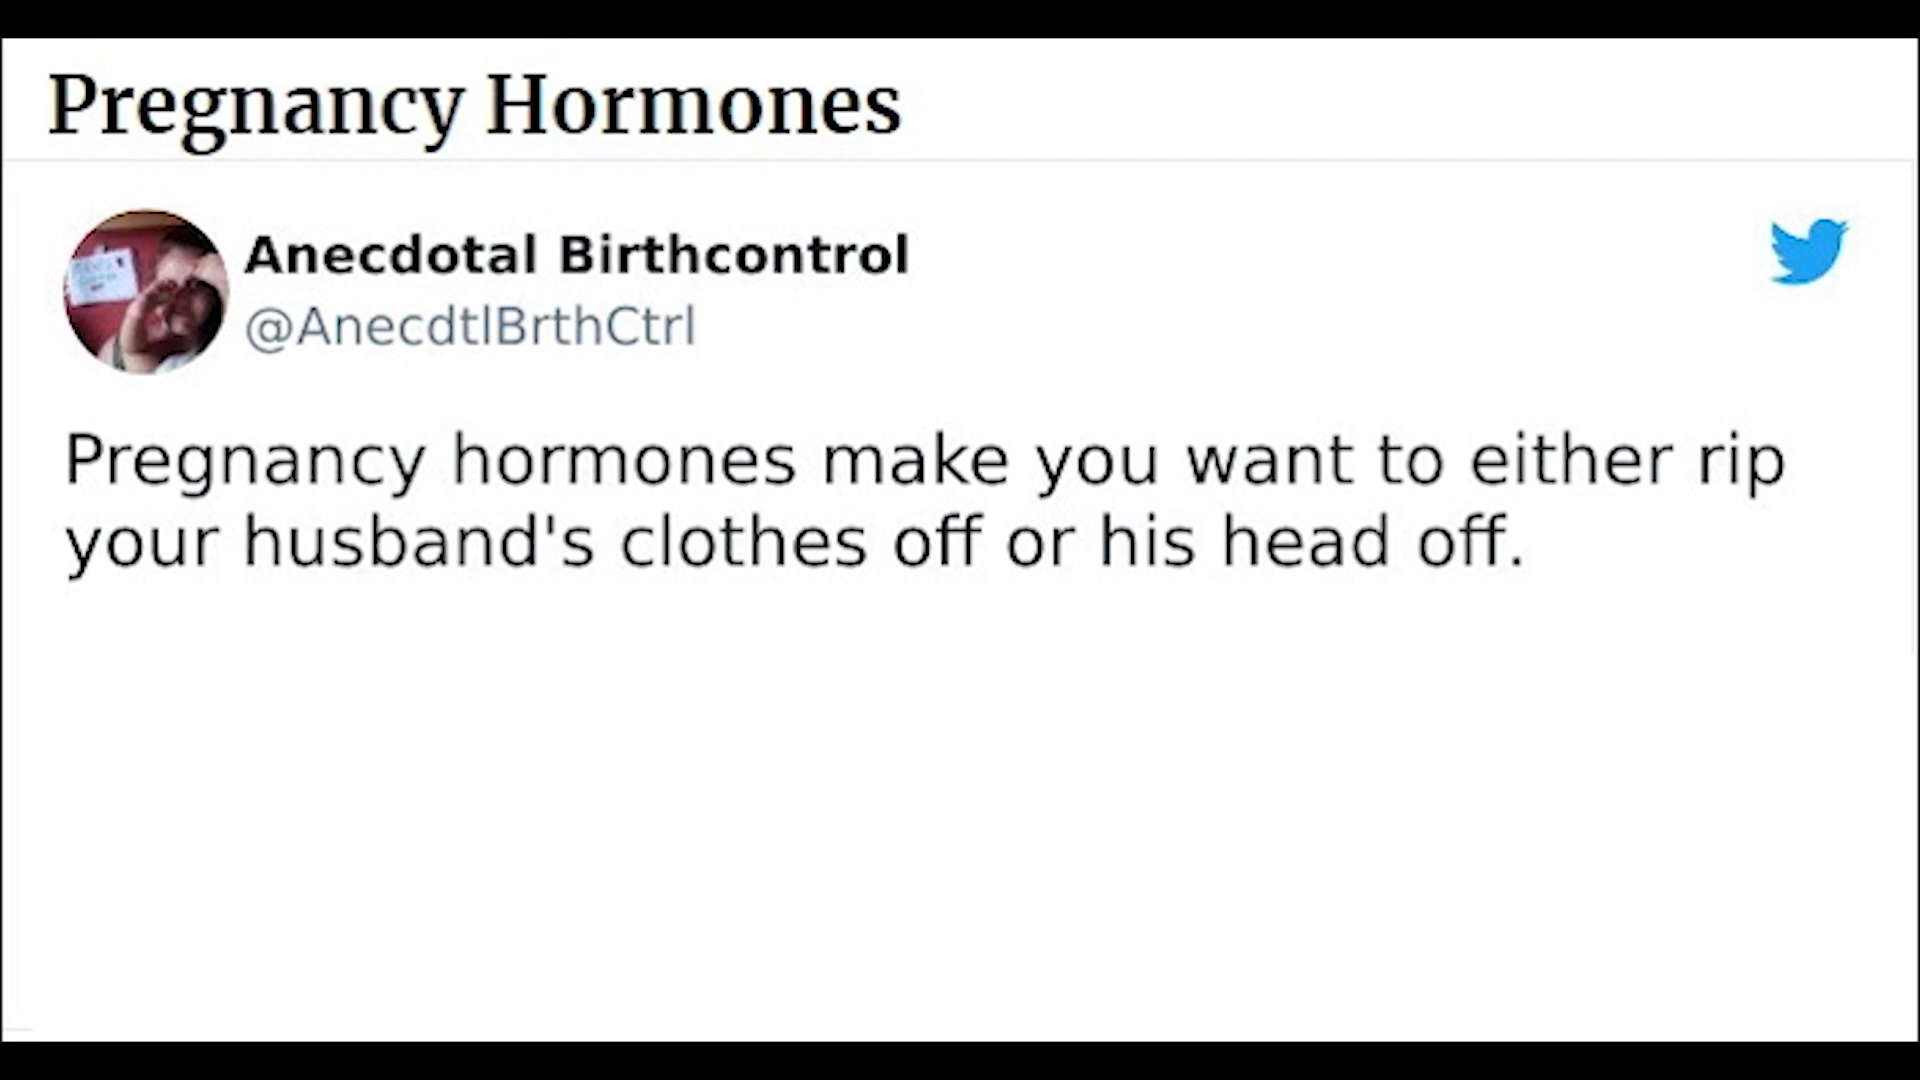 Pregnancy Hormones
Anecdotal Birthcontrol
@AnecdtlBrthCtrl
Pregnancy hormones make you want to either rip
your husband's clothes off or his head off.